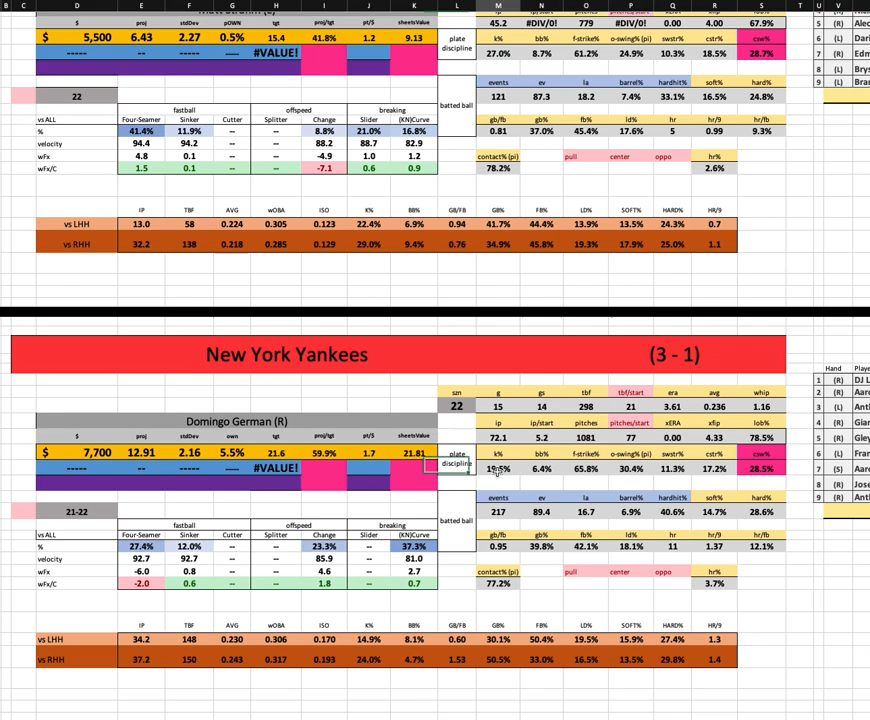 B C D E F G H I J K L M N O P Q R S T U V
45.2 #DIV/0! 779 #DIV/0! 0.00 4.00 67.9% 5 (R)
$ proj stdDev pOWN tgt proj/tgt pt/$ sheetsValue
$ 5,500 6.43 2.27 0.5% 15.4 41.8% 1.2 9.13 plate discipline k% bb% f-strike% o-swing% (pi) swstr% cstr% csw% 6 (L)
----- -- --- ---- #VALUE! 27.0% 8.7% 61.2% 24.9% 10.3% 18.5% 28.7% 7 (R)
8 (L)
events ev la barrel% hardhit% soft% hard% 9 (L)
22 batted ball 121 87.3 18.2 7.4% 33.1% 16.5% 24.8%
fastball offspeed breaking gb/fb gb% fb% ld hr hr/9 hr/fb
vs ALL Four-Seamer Sinker Cutter Splitter Change Slider (KN)Curve
% 41.4% 11.9% -- -- 8.8% 21.0% 16.8% 0.81 37.0% 45.4% 17.6% 5 0.99 9.3%
velocity 94.4 94.2 -- -- 88.2 88.7 82.9
wFx 4.8 0.1 -- -- -4.9 1.0 1.2 contact% (pi) pull center oppo hr%
wFx/C 1.5 0.1 -- -- -7.1 0.6 0.9 78.2% 2.6%
IP TBF AVG wOBA ISO K% BB% GB/FB GB% FB% LD% SOFT% HARD% HR/9
vs LHH 13.0 58 0.224 0.305 0.123 22.4% 6.9% 0.94 41.7% 44.4% 13.9% 13.5% 24.3% 0.7
vs RHH 32.2 138 0.218 0.285 0.129 29.0% 9.4% 0.76 34.9% 45.8% 19.3% 17.9% 25.0% 1.1
New York Yankees (3 - 1)
Hand
1 (R) DJ L
szn g gs tbf tbf/start era avg whip 2 (R)
22 15 14 298 21 3.61 0.236 1.16 3 (L)
Domingo German (R) ip ip/start pitches pitches/start xERA xfip lob% 4 (R)
$ proj stdDev own tgt proj/tgt pt/$ sheetsValue 72.1 5.2 1081 77 0.00 4.33 78.5% 5 (R)
$ 7,700 12.91 2.16 5.5% 21.6 59.9% 1.7 21.81 plate discipline k% bb% f-strike% o-swing% (pi) swstr% cstr% csw% 6 (L)
----- -- --- ---- #VALUE! 19.5% 6.4% 65.8% 30.4% 11.3% 17.2% 28.5% 7 (S)
8 (R)
events ev la barrel% hardhit% soft% hard% 9 (L)
21-22 batted ball 217 89.4 16.7 6.9% 40.6% 14.7% 28.6%
fastball offspeed breaking gb/fb gb% fb% ld hr hr/9 hr/fb
vs ALL Four-Seamer Sinker Cutter Splitter Change Slider (KN)Curve
% 27.4% 12.0% -- -- 23.3% -- 37.3% 0.95 39.8% 42.1% 18.1% 11 1.37 12.1%
velocity 92.7 92.7 -- -- 85.9 -- 81.0
wFx -6.0 0.8 -- -- 4.6 -- 2.7 contact% (pi) pull center oppo hr%
wFx/C -2.0 0.6 -- -- 1.8 -- 0.7 77.2% 3.7%
IP TBF AVG wOBA ISO K% BB% GB/FB GB% FB% LD% SOFT% HARD% HR/9
vs LHH 34.2 148 0.230 0.306 0.170 14.9% 8.1% 0.60 30.1% 50.4% 19.5% 15.9% 27.4% 1.3
vs RHH 37.2 150 0.243 0.317 0.193 24.0% 4.7% 1.53 50.5% 33.0% 16.5% 13.5% 29.8% 1.4